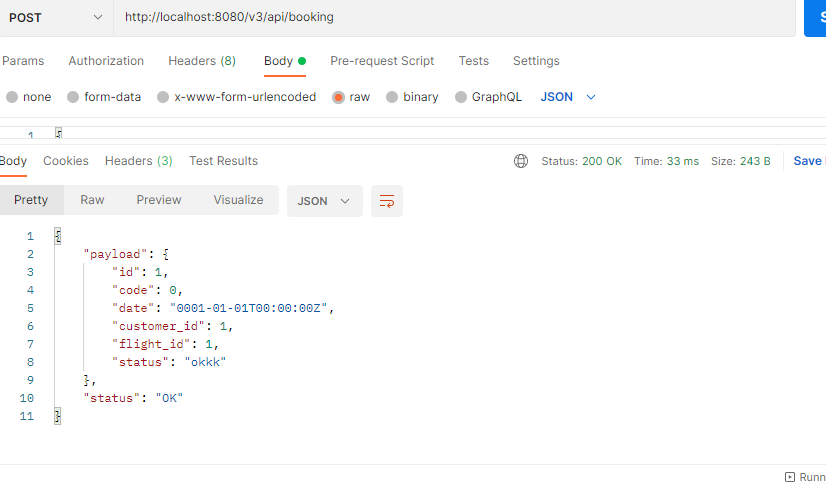 POST http://localhost:8080/v3/api/booking
Params Authorization Headers (8) Body Pre-request Script Tests Settings
none form-data x-www-form-urlencoded raw binary GraphQL JSON
1 {
Body Cookies Headers (3) Test Results Status: 200 OK Time: 33 ms Size: 243 B Save
Pretty Raw Preview Visualize JSON
1 {
2 "payload": {
3 "id": 1,
4 "code": 0,
5 "date": "0001-01-01T00:00:00Z",
6 "customer_id": 1,
7 "flight_id": 1,
8 "status": "okkk"
9 },
10 "status": "OK"
11 }